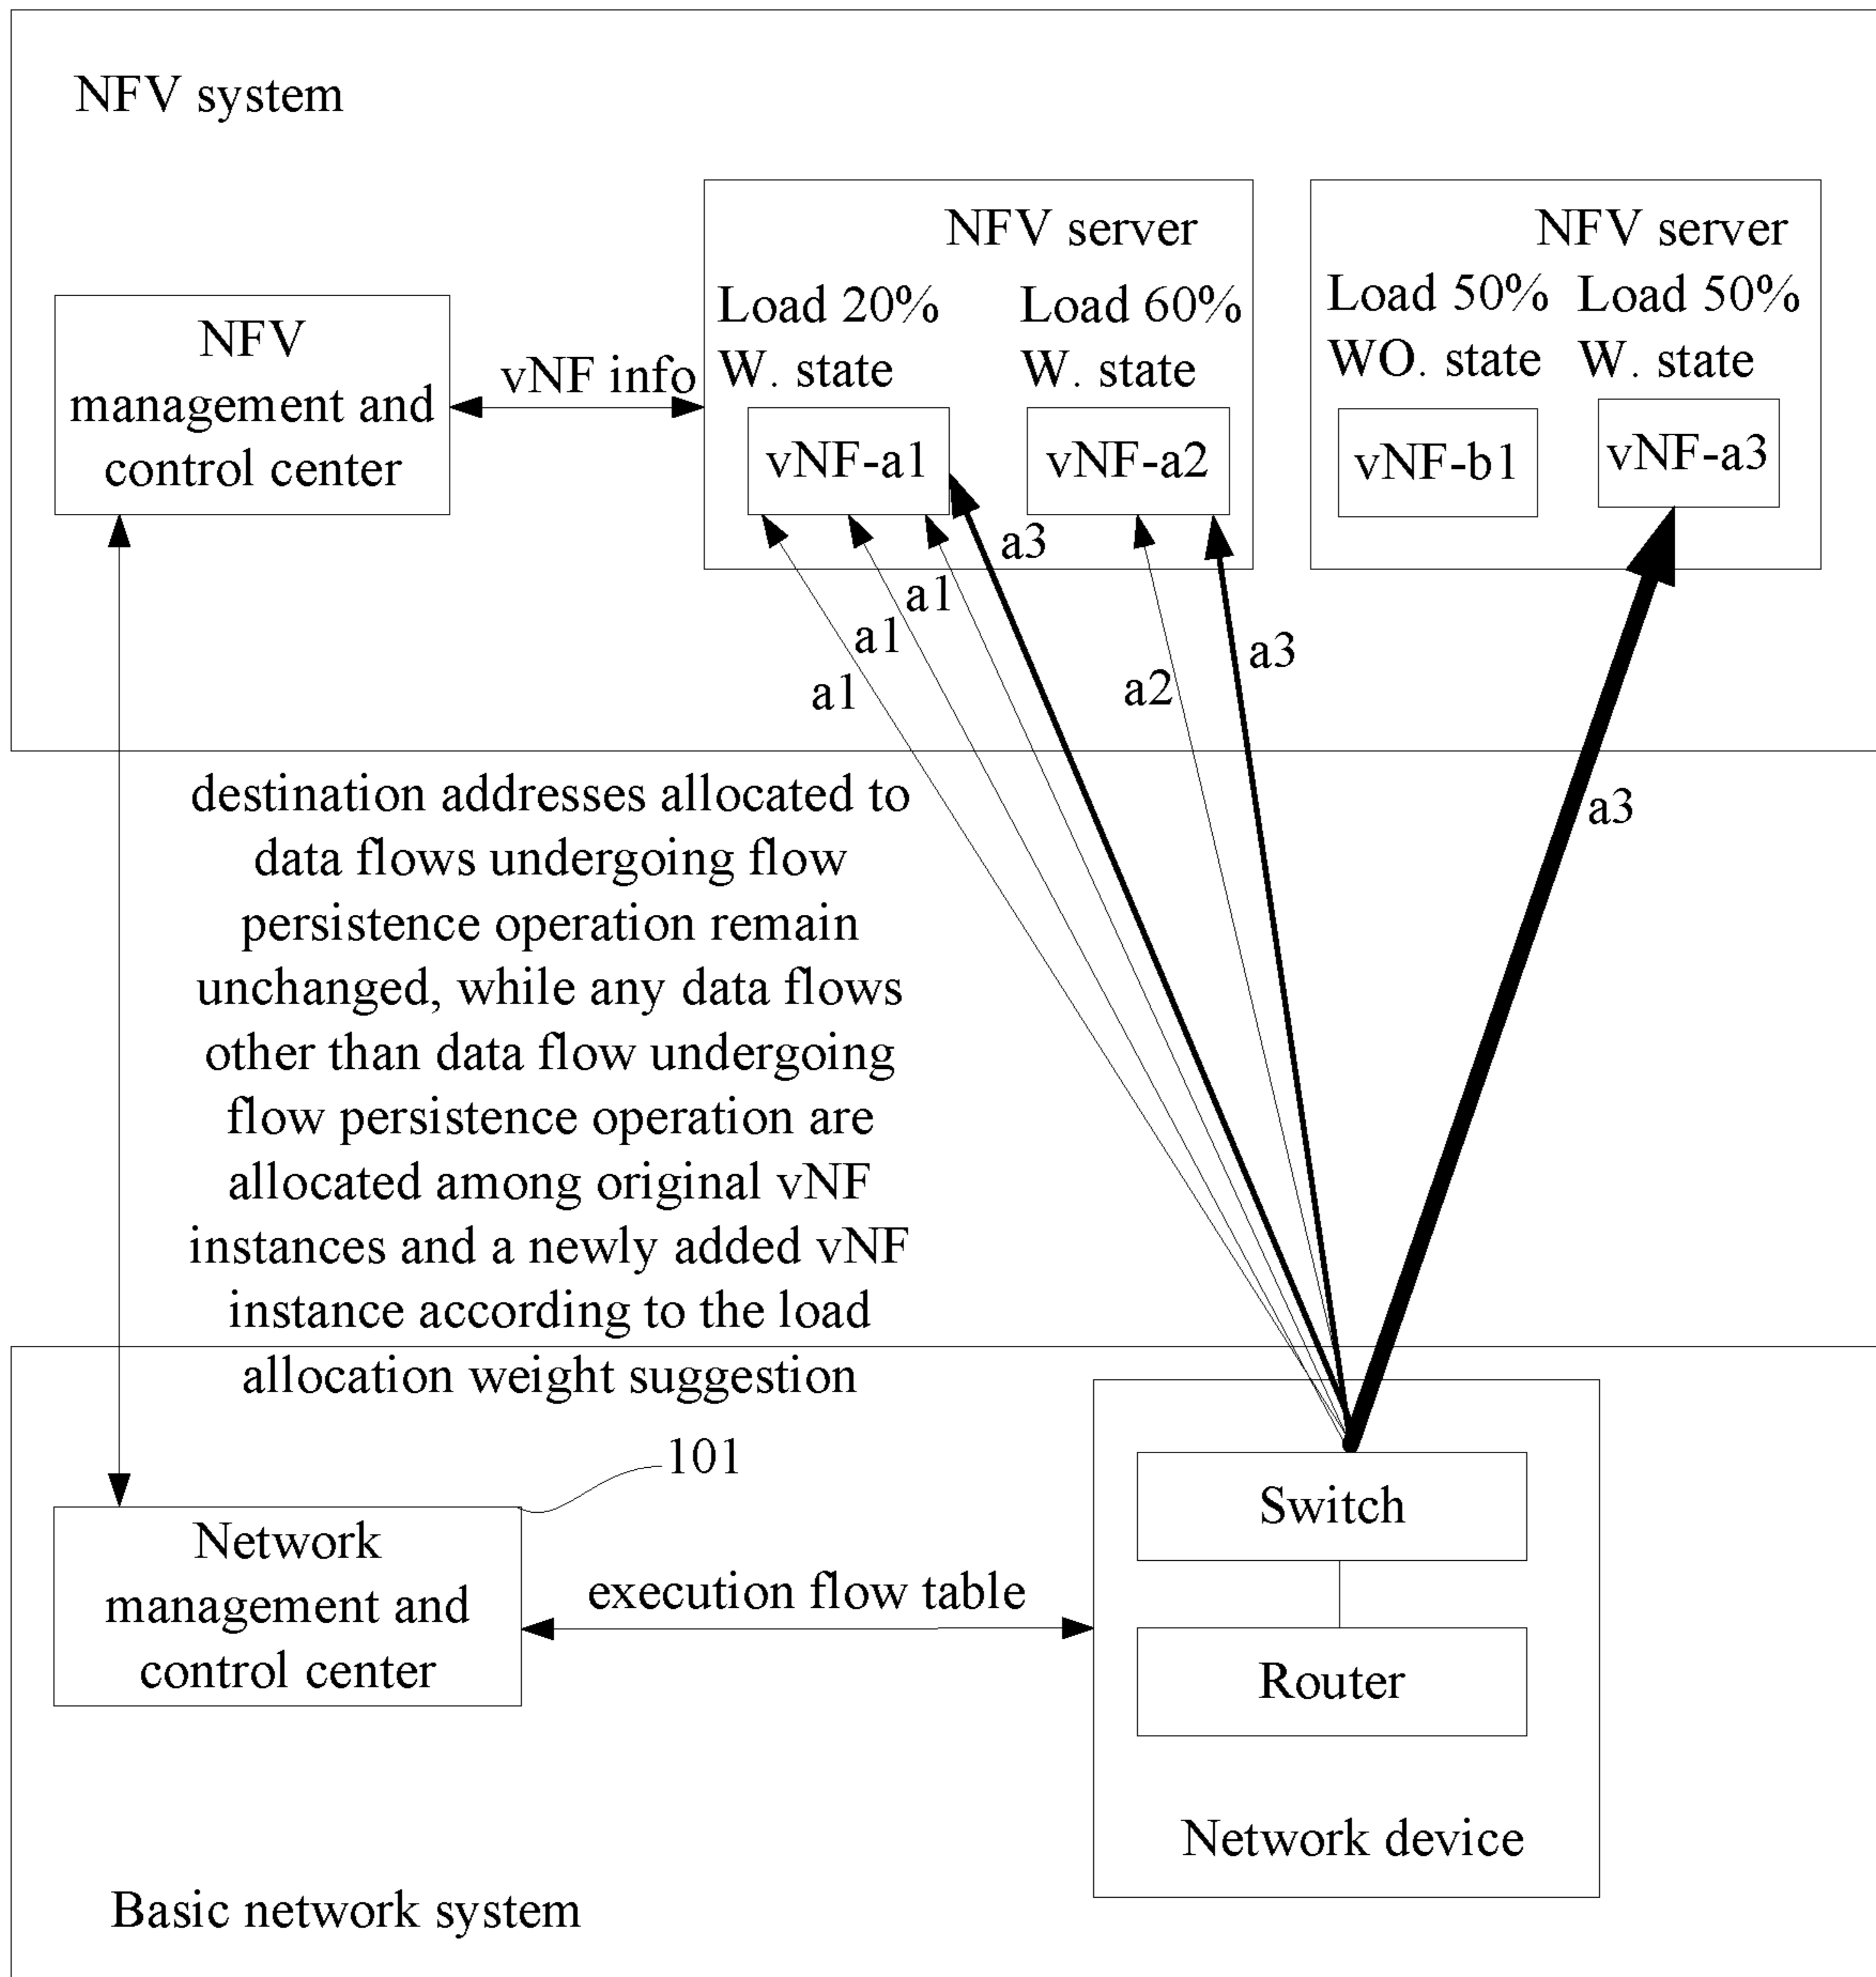 NFV system
NFV
management and
control center
vNF info
NFV server
Load 20%
W. state
Load 60%
W. state
vNF-a1
vNF-a2
NFV server
Load 50%
WO. state
Load 50%
W. state
vNF-b1
vNF-a3
a3
a1
a1
a1
a2
a3
a3
destination addresses allocated to
data flows undergoing flow
persistence operation remain
unchanged, while any data flows
other than data flow undergoing
flow persistence operation are
allocated among original vNF
instances and a newly added vNF
instance according to the load
allocation weight suggestion
101
Network
management and
control center
execution flow table
Switch
Router
Network device
Basic network system